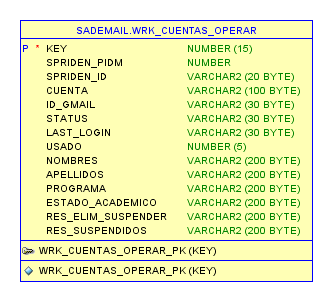 SADEMAIL.WRK_CUENTAS_OPERAR
P * KEY NUMBER (15)
SPRIDEN_PIDM NUMBER
SPRIDEN_ID VARCHAR2 (20 BYTE)
CUENTA VARCHAR2 (100 BYTE)
ID_GMAIL VARCHAR2 (30 BYTE)
STATUS VARCHAR2 (30 BYTE)
LAST_LOGIN VARCHAR2 (30 BYTE)
USADO NUMBER (5)
NOMBRES VARCHAR2 (200 BYTE)
APELLIDOS VARCHAR2 (200 BYTE)
PROGRAMA VARCHAR2 (200 BYTE)
ESTADO_ACADEMICO VARCHAR2 (200 BYTE)
RES_ELIM_SUSPENDER VARCHAR2 (200 BYTE)
RES_SUSPENDIDOS VARCHAR2 (200 BYTE)
WRK_CUENTAS_OPERAR_PK (KEY)
WRK_CUENTAS_OPERAR_PK (KEY)